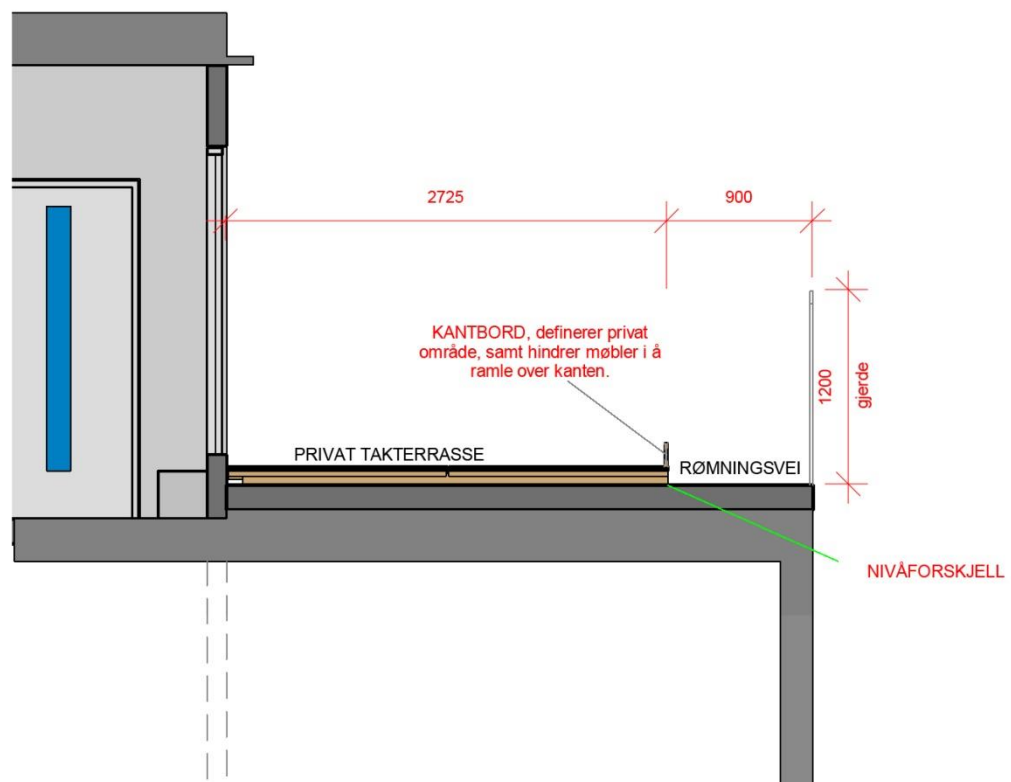 2725
900
KANTBORD, definerer privat
område, samt hindrer møbler i å
ramle over kanten.
1200
gjerde
PRIVAT TAKTERRASSE
RØMNINGSVEI
NIVÅFORSKJELL